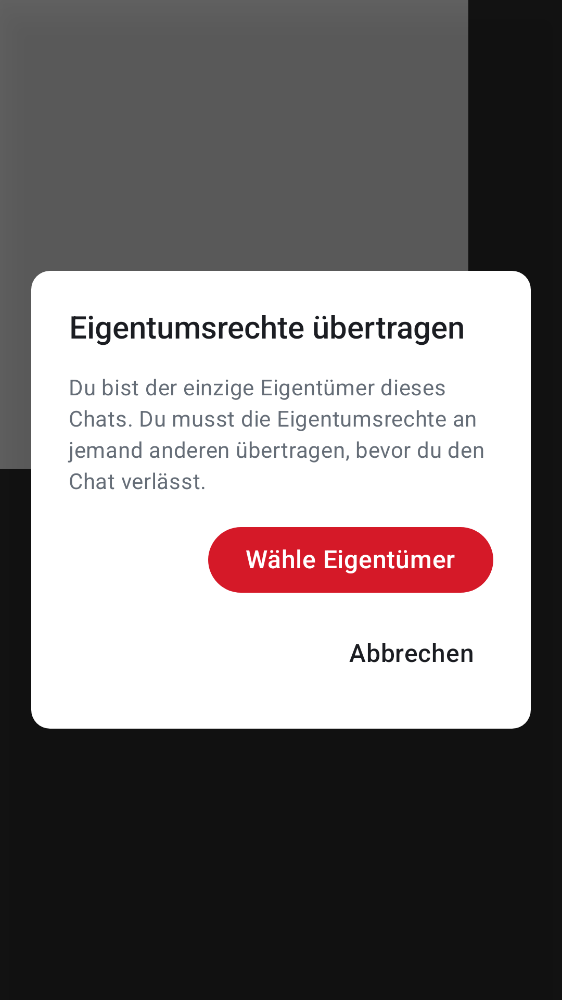 Eigentumsrechte übertragen
Du bist der einzige Eigentümer dieses
Chats. Du musst die Eigentumsrechte an
jemand anderen übertragen, bevor du den
Chat verlässt.
Wähle Eigentümer
Abbrechen